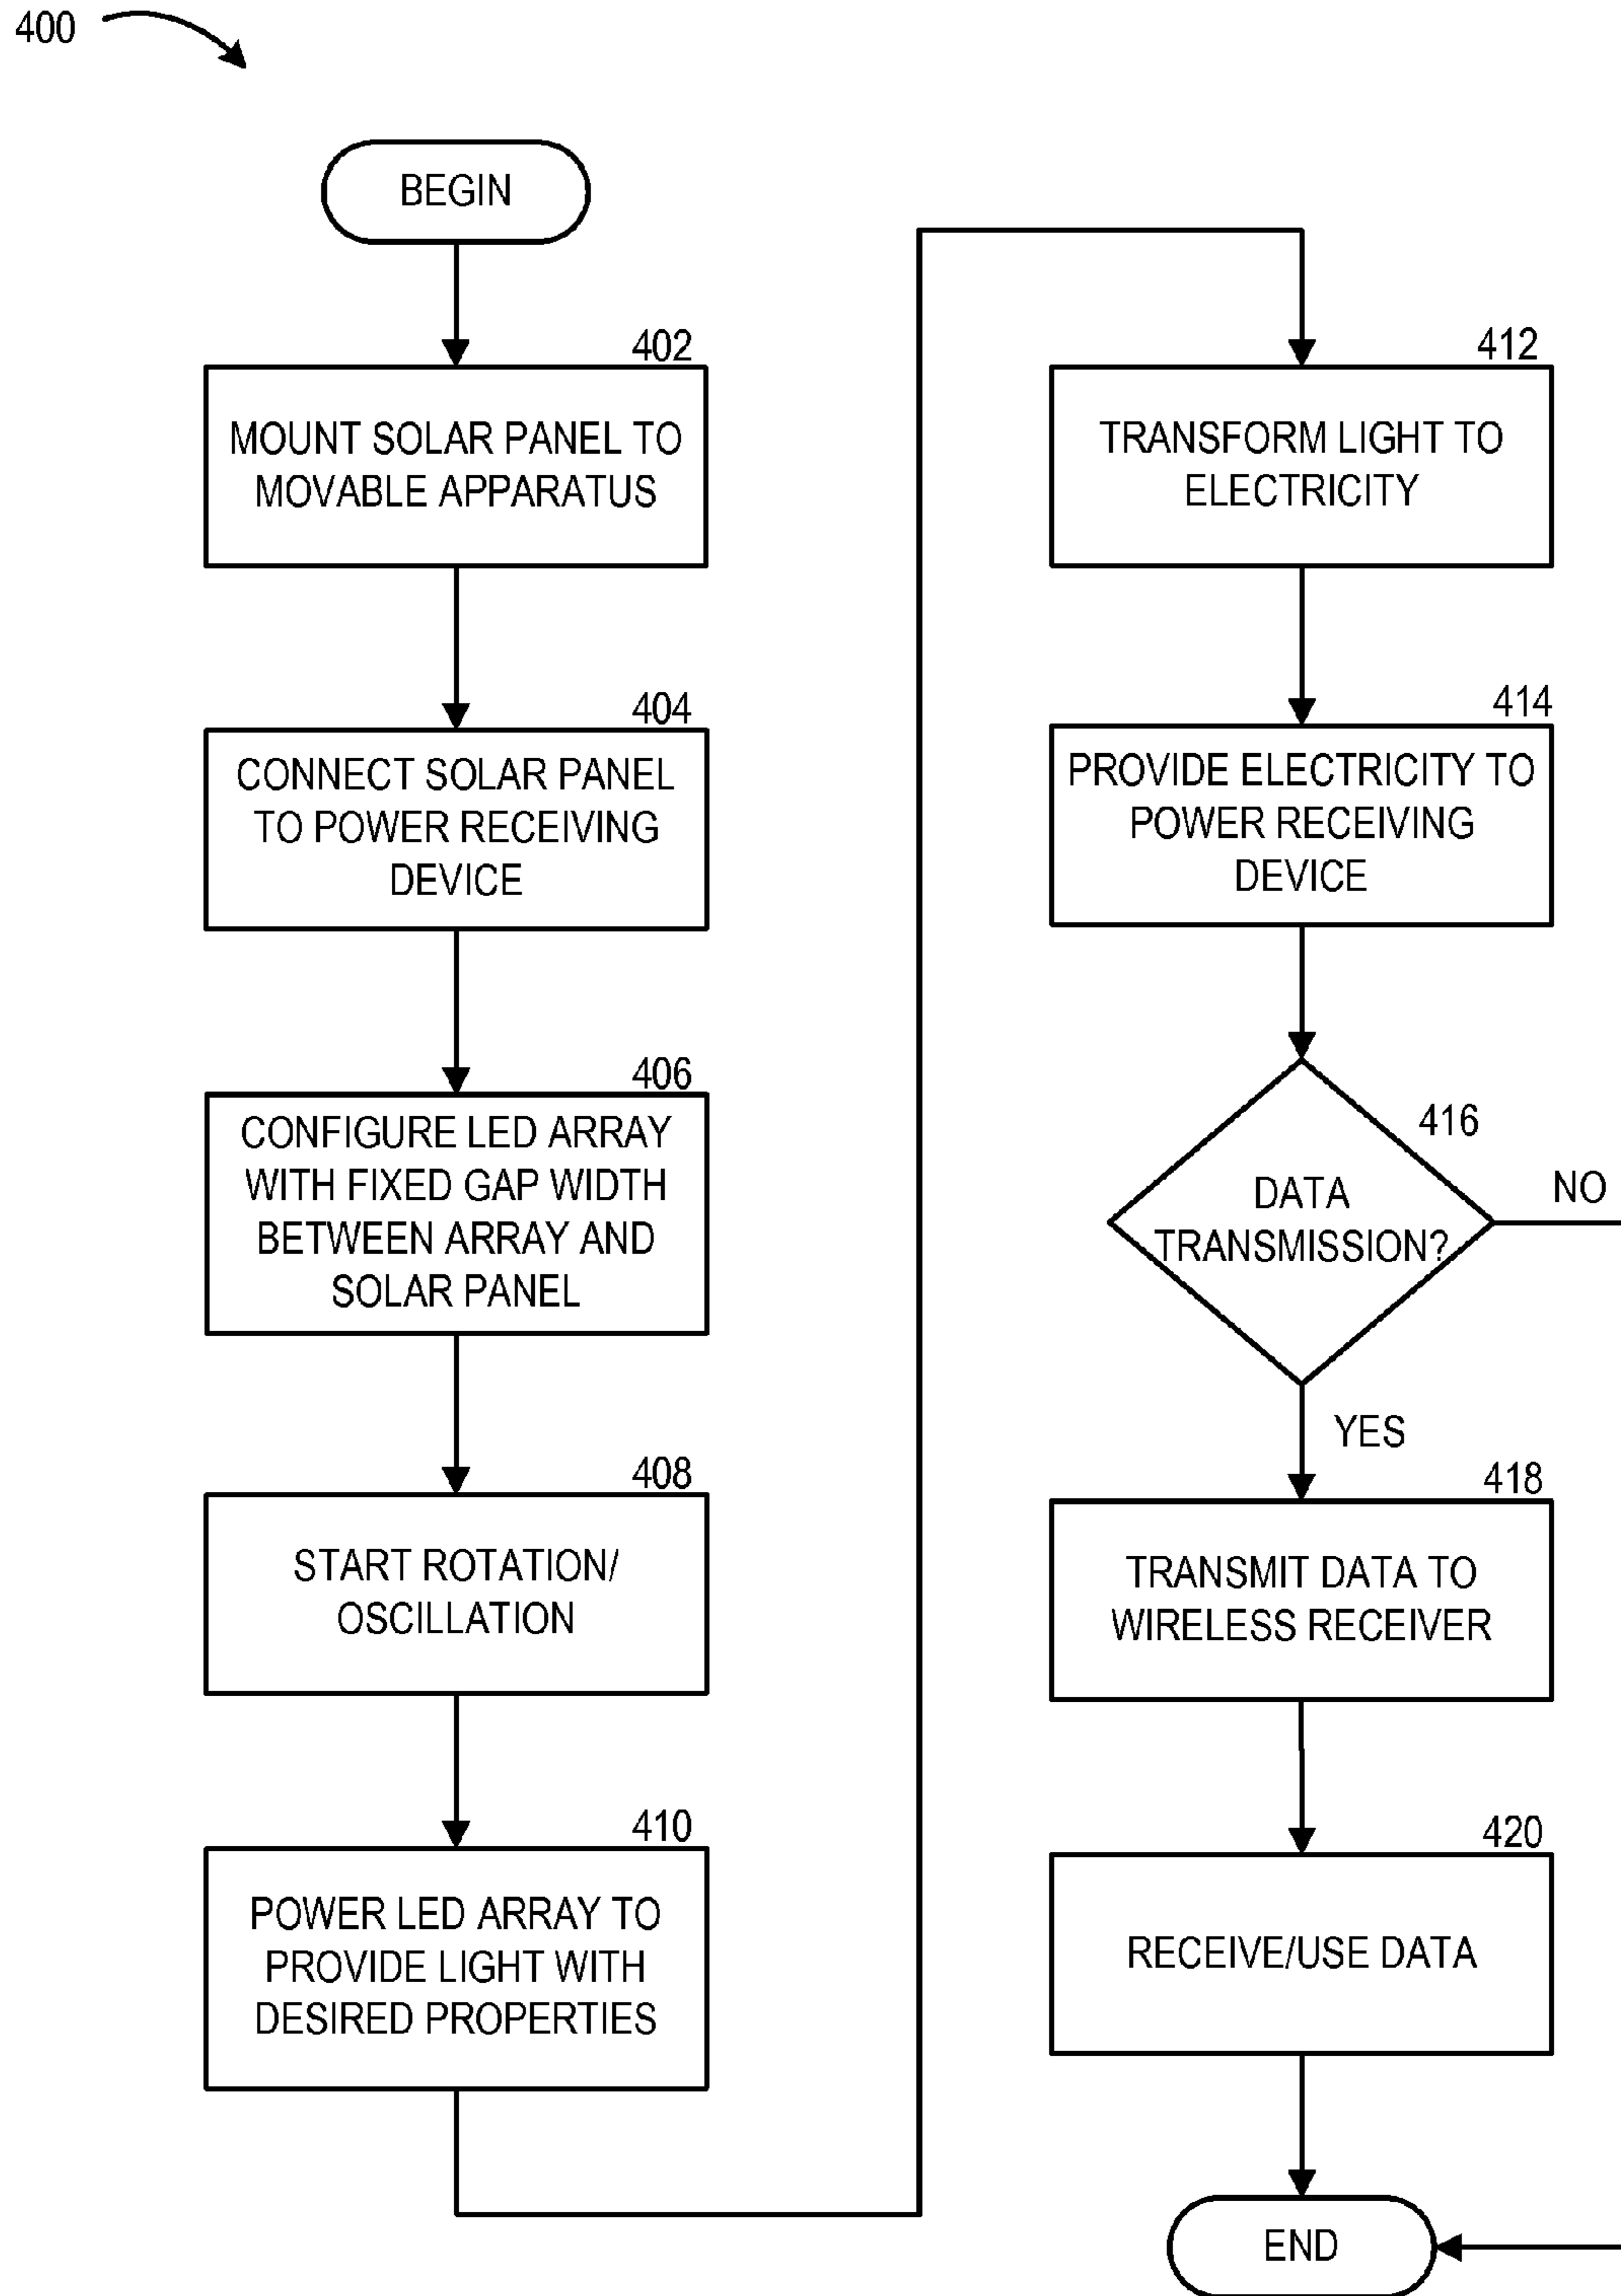 400
BEGIN
402
MOUNT SOLAR PANEL TO
MOVABLE APPARATUS
404
CONNECT SOLAR PANEL
TO POWER RECEIVING
DEVICE
406
CONFIGURE LED ARRAY
WITH FIXED GAP WIDTH
BETWEEN ARRAY AND
SOLAR PANEL
408
START ROTATION/
OSCILLATION
410
POWER LED ARRAY TO
PROVIDE LIGHT WITH
DESIRED PROPERTIES
412
TRANSFORM LIGHT TO
ELECTRICITY
414
PROVIDE ELECTRICITY TO
POWER RECEIVING
DEVICE
416
DATA
TRANSMISSION?
NO
YES
418
TRANSMIT DATA TO
WIRELESS RECEIVER
420
RECEIVE/USE DATA
END